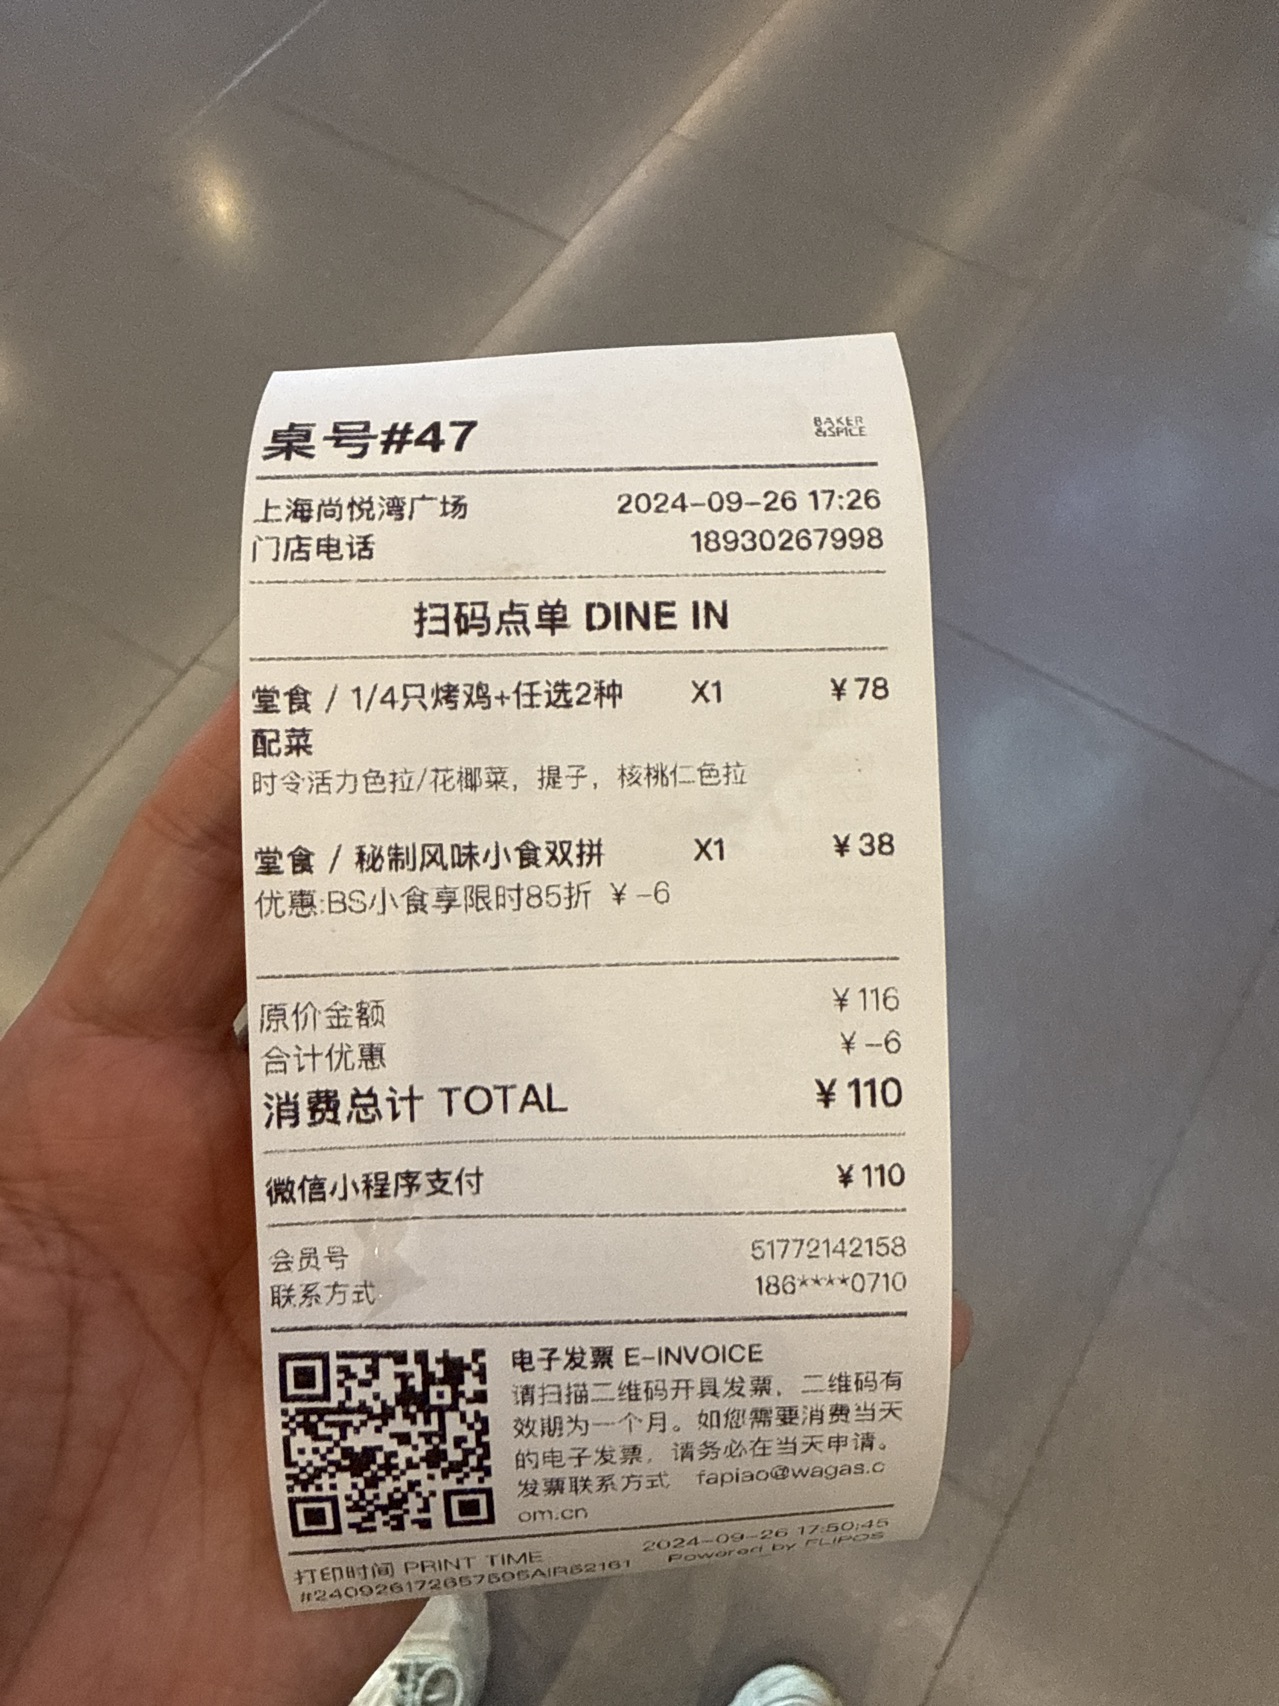 桌号#47
BAKER
&SPICE
上海尚悦湾广场 2024-09-26 17:26
门店电话 18930267998
扫码点单 DINE IN
堂食 / 1/4只烤鸡+任选2种 X1 ¥78
配菜
时令活力色拉/花椰菜，提子，核桃仁色拉
堂食 / 秘制风味小食双拼 X1 ¥38
优惠:BS小食享限时85折 ¥-6
原价金额 ¥116
合计优惠 ¥-6
消费总计 TOTAL ¥110
微信小程序支付 ¥110
会员号 51772142158
联系方式 186****0710
电子发票 E-INVOICE
请扫描二维码开具发票，二维码有
效期为一个月。如您需要消费当天
的电子发票，请务必在当天申请。
发票联系方式 fapiao@wagas.c
om.cn
打印时间 PRINT TIME 2024-09-26 17:50:45
#240926172657595AIR52161 Powered by FLIPOS